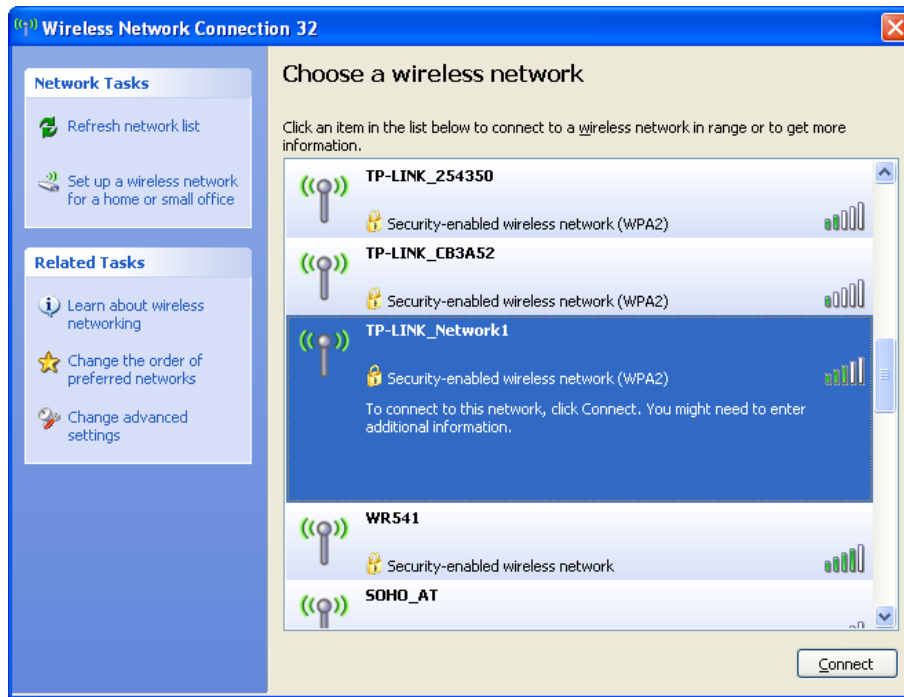 Wireless Network Connection 32
Network Tasks
Refresh network list
Set up a wireless network
for a home or small office
Related Tasks
Learn about wireless
networking
Change the order of
preferred networks
Change advanced
settings
Choose a wireless network
Click an item in the list below to connect to a wireless network in range or to get more
information.
TP-LINK_254350
Security-enabled wireless network (WPA2)
TP-LINK_CB3A52
Security-enabled wireless network (WPA2)
TP-LINK_Network1
Security-enabled wireless network (WPA2)
To connect to this network, click Connect. You might need to enter
additional information.
WR541
Security-enabled wireless network
SOHO_AT
Connect